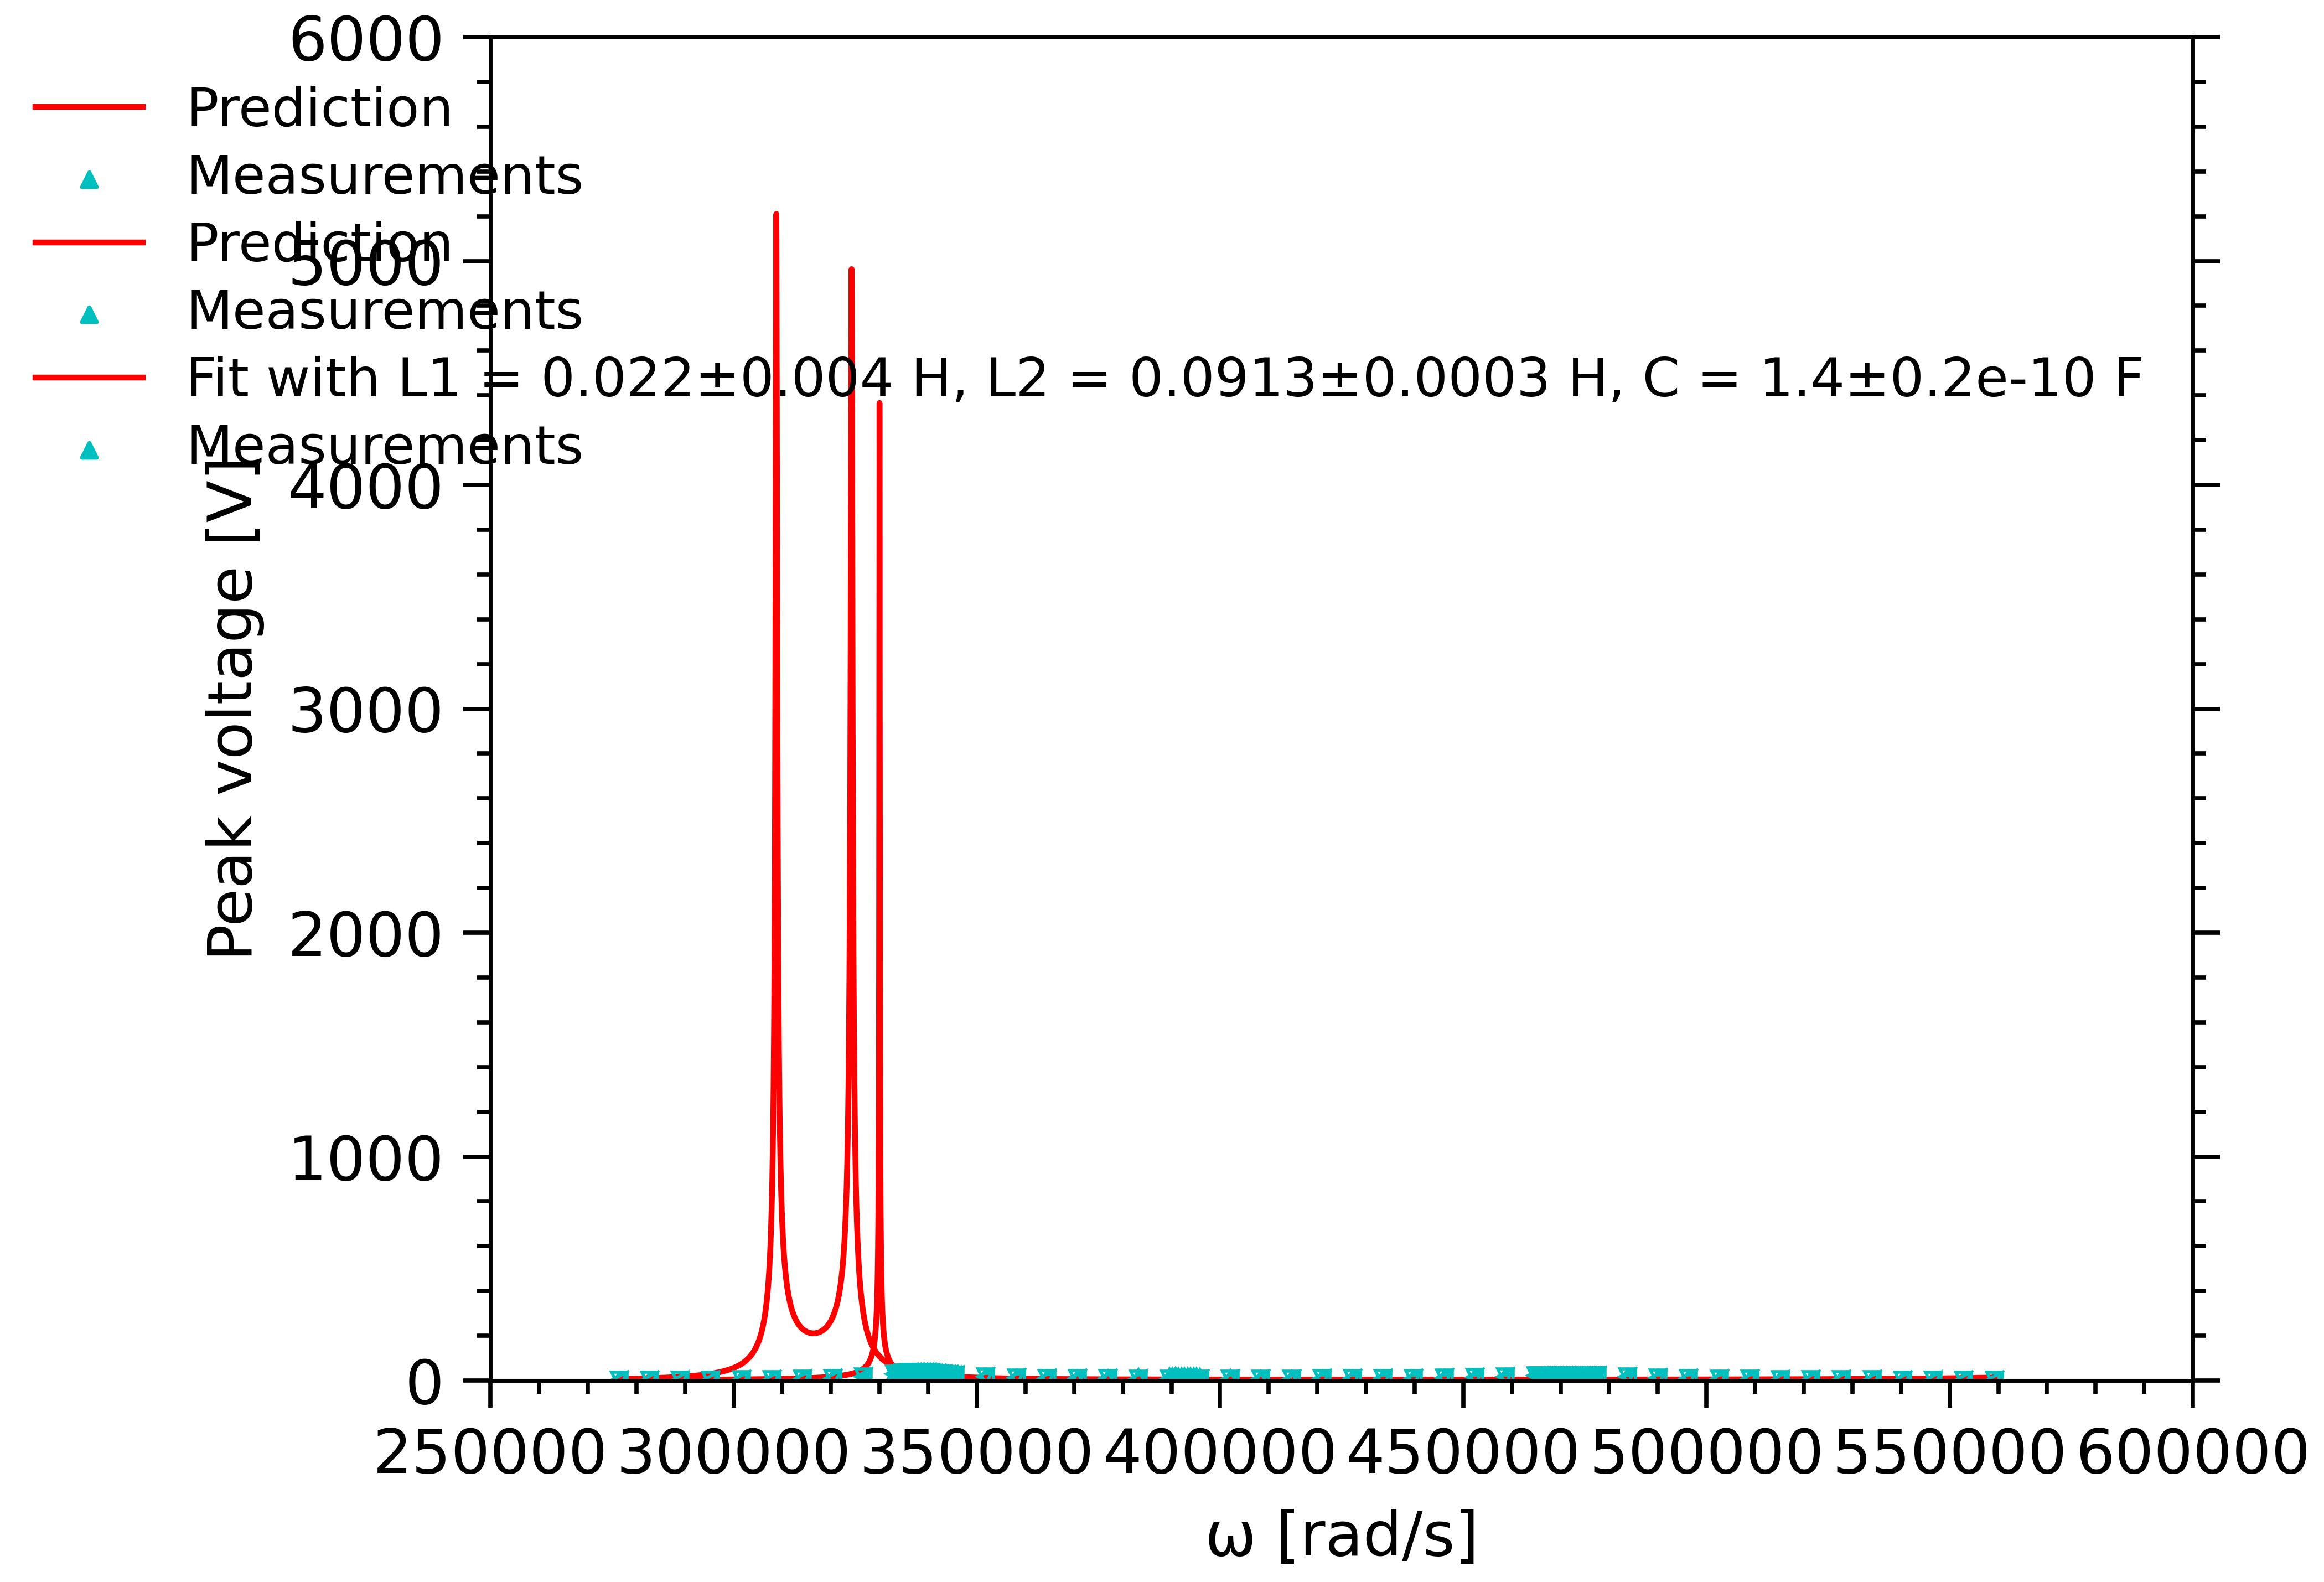 6000
Prediction
Measurements
Prediction
5000
Measurements
Fit with L1 = 0.022±0.004 H, L2 = 0.0913±0.0003 H, C = 1.4±0.2e-10 F
Measurements
4000
Peak voltage [V]
3000
2000
1000
0
250000 300000 350000 400000 450000 500000 550000 600000
ω [rad/s]